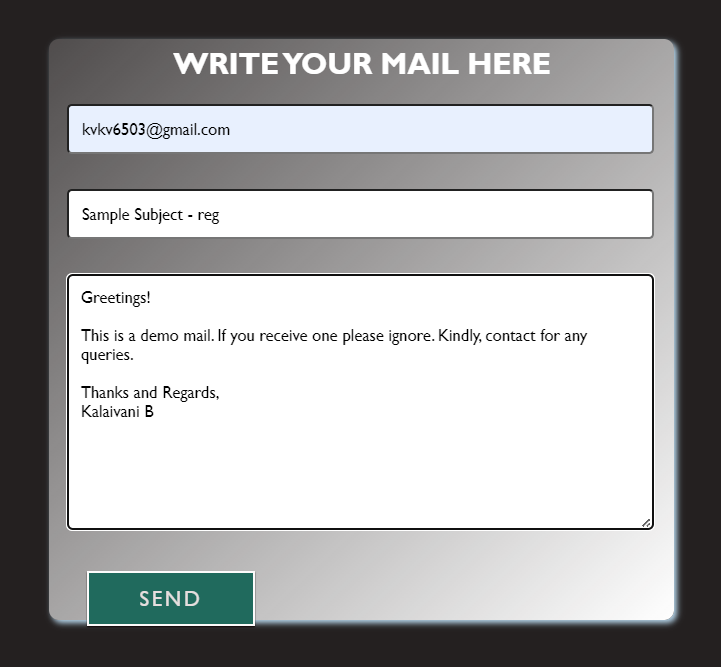 WRITE YOUR MAIL HERE
kvkv6503@gmail.com
Sample Subject - reg
Greetings!
This is a demo mail. If you receive one please ignore. Kindly, contact for any
queries.
Thanks and Regards,
Kalaivani B
SEND